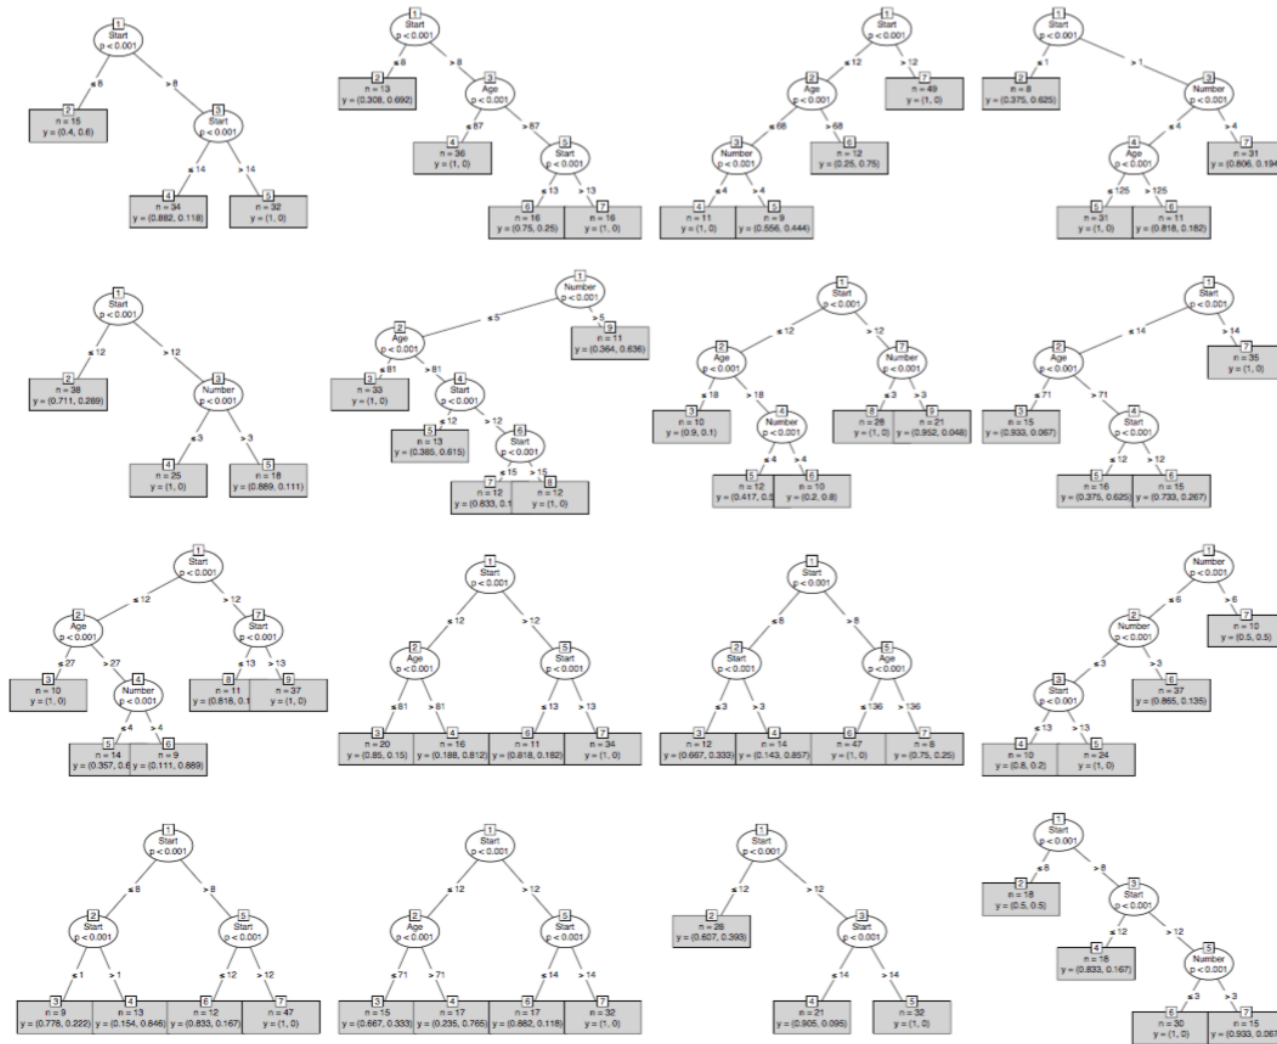 1
Start
p < 0.001
≤ 8
> 8
2
n = 15
y = (0.4, 0.6)
3
Start
p < 0.001
≤ 14
> 14
4
n = 34
y = (0.882, 0.118)
5
n = 32
y = (1, 0)
1
Start
p < 0.001
≤ 8
> 8
2
n = 13
y = (0.308, 0.692)
3
Age
p < 0.001
≤ 87
> 87
4
n = 36
y = (1, 0)
5
Start
p < 0.001
≤ 13
> 13
6
n = 16
y = (0.75, 0.25)
7
n = 16
y = (1, 0)
1
Start
p < 0.001
≤ 12
> 12
2
Age
p < 0.001
7
n = 49
y = (1, 0)
≤ 68
> 68
3
Number
p < 0.001
6
n = 12
y = (0.25, 0.75)
≤ 4
> 4
4
n = 11
y = (1, 0)
5
n = 9
y = (0.556, 0.444)
1
Start
p < 0.001
≤ 1
> 1
2
n = 8
y = (0.375, 0.625)
3
Number
p < 0.001
≤ 4
> 4
4
Age
p < 0.001
7
n = 31
y = (0.806, 0.194
≤ 125
> 125
5
n = 31
y = (1, 0)
6
n = 11
y = (0.818, 0.182)
1
Start
p < 0.001
≤ 12
> 12
2
n = 38
y = (0.711, 0.289)
3
Number
p < 0.001
≤ 3
> 3
4
n = 25
y = (1, 0)
5
n = 18
y = (0.889, 0.111)
1
Number
p < 0.001
≤ 5
> 5
2
Age
p < 0.001
9
n = 11
y = (0.364, 0.636)
≤ 81
> 81
3
n = 33
y = (1, 0)
4
Start
p < 0.001
≤ 12
> 12
5
n = 13
y = (0.385, 0.615)
6
Start
p < 0.001
≤ 15
> 15
7
n = 12
y = (0.833, 0.1
8
n = 12
y = (1, 0)
1
Start
p < 0.001
≤ 12
> 12
2
Age
p < 0.001
7
Number
p < 0.001
≤ 18
> 18
≤ 3
> 3
3
n = 10
y = (0.9, 0.1)
4
Number
p < 0.001
8
n = 28
y = (1, 0)
9
n = 21
y = (0.952, 0.048)
≤ 4
> 4
5
n = 12
y = (0.417, 0.5
6
n = 10
y = (0.2, 0.8)
1
Start
p < 0.001
≤ 14
> 14
2
Age
p < 0.001
7
n = 35
y = (1, 0)
≤ 71
> 71
3
n = 15
y = (0.933, 0.067)
4
Start
p < 0.001
≤ 12
> 12
5
n = 16
y = (0.375, 0.625)
6
n = 15
y = (0.733, 0.267)
1
Start
p < 0.001
≤ 12
> 12
2
Age
p < 0.001
7
Start
p < 0.001
≤ 27
> 27
≤ 13
> 13
3
n = 10
y = (1, 0)
4
Number
p < 0.001
8
n = 11
y = (0.818, 0.1
9
n = 37
y = (1, 0)
≤ 4
> 4
5
n = 14
y = (0.357, 0.6
6
n = 9
y = (0.111, 0.889)
1
Start
p < 0.001
≤ 12
> 12
2
Age
p < 0.001
5
Start
p < 0.001
≤ 81
> 81
≤ 13
> 13
3
n = 20
y = (0.85, 0.15)
4
n = 16
y = (0.188, 0.812)
6
n = 11
y = (0.818, 0.182)
7
n = 34
y = (1, 0)
1
Start
p < 0.001
≤ 8
> 8
2
Start
p < 0.001
5
Age
p < 0.001
≤ 3
> 3
≤ 136
> 136
3
n = 12
y = (0.667, 0.333)
4
n = 14
y = (0.143, 0.857)
6
n = 47
y = (1, 0)
7
n = 8
y = (0.75, 0.25)
1
Number
p < 0.001
≤ 6
> 6
2
Number
p < 0.001
7
n = 10
y = (0.5, 0.5)
≤ 3
> 3
3
Start
p < 0.001
6
n = 37
y = (0.865, 0.135)
≤ 13
> 13
4
n = 10
y = (0.8, 0.2)
5
n = 24
y = (1, 0)
1
Start
p < 0.001
≤ 8
> 8
2
Start
p < 0.001
5
Start
p < 0.001
≤ 1
> 1
≤ 12
> 12
3
n = 9
y = (0.778, 0.222)
4
n = 13
y = (0.154, 0.846)
6
n = 12
y = (0.833, 0.167)
7
n = 47
y = (1, 0)
1
Start
p < 0.001
≤ 12
> 12
2
Age
p < 0.001
5
Start
p < 0.001
≤ 71
> 71
≤ 14
> 14
3
n = 15
y = (0.667, 0.333)
4
n = 17
y = (0.235, 0.765)
6
n = 17
y = (0.882, 0.118)
7
n = 32
y = (1, 0)
1
Start
p < 0.001
≤ 12
> 12
2
n = 28
y = (0.607, 0.393)
3
Start
p < 0.001
≤ 14
> 14
4
n = 21
y = (0.905, 0.095)
5
n = 32
y = (1, 0)
1
Start
p < 0.001
≤ 8
> 8
2
n = 18
y = (0.5, 0.5)
3
Start
p < 0.001
≤ 12
> 12
4
n = 18
y = (0.833, 0.167)
5
Number
p < 0.001
≤ 3
> 3
6
n = 30
y = (1, 0)
7
n = 15
y = (0.933, 0.067